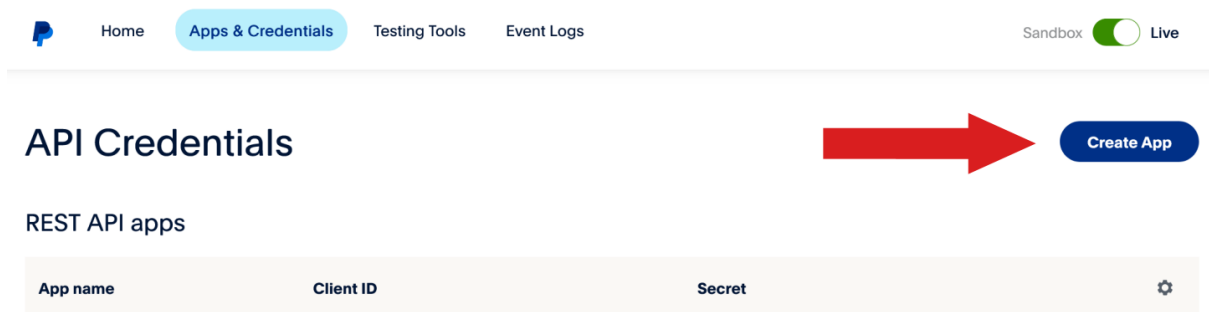 Home Apps & Credentials Testing Tools Event Logs Sandbox Live
API Credentials Create App
REST API apps
App name Client ID Secret